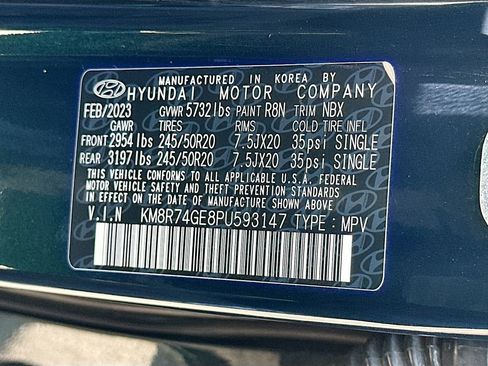 MANUFACTURED IN KOREA BY
HYUNDAI MOTOR COMPANY
FEB/2023 GVWR 5732 lbs PAINT R8N TRIM NBX
GAWR TIRES RIMS COLD TIRE INFL
FRONT 2954 lbs 245/50R20 7.5JX20 35psi SINGLE
REAR 3197 lbs 245/50R20 7.5JX20 35psi SINGLE
THIS VEHICLE CONFORMS TO ALL APPLICABLE U.S.A. FEDERAL
MOTOR VEHICLE SAFETY AND THEFT PREVENTION STANDARDS
IN EFFECT ON THE DATE OF MANUFACTURE SHOWN ABOVE.
V.I.N KM8R74GE8PU593147 TYPE : MPV